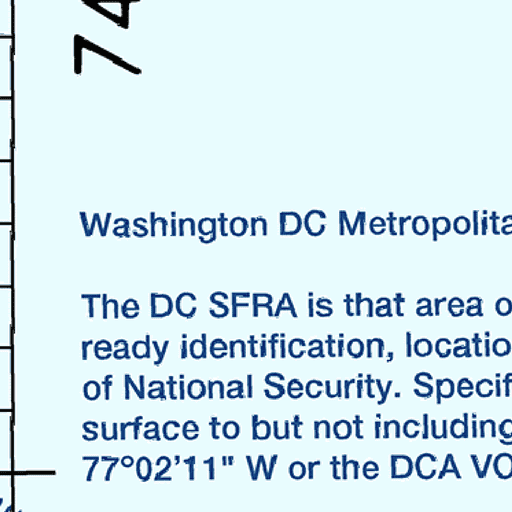 74
Washington DC Metropolita
The DC SFRA is that area o
ready identification, locatio
of National Security. Specif
surface to but not including
77°02'11" W or the DCA VO